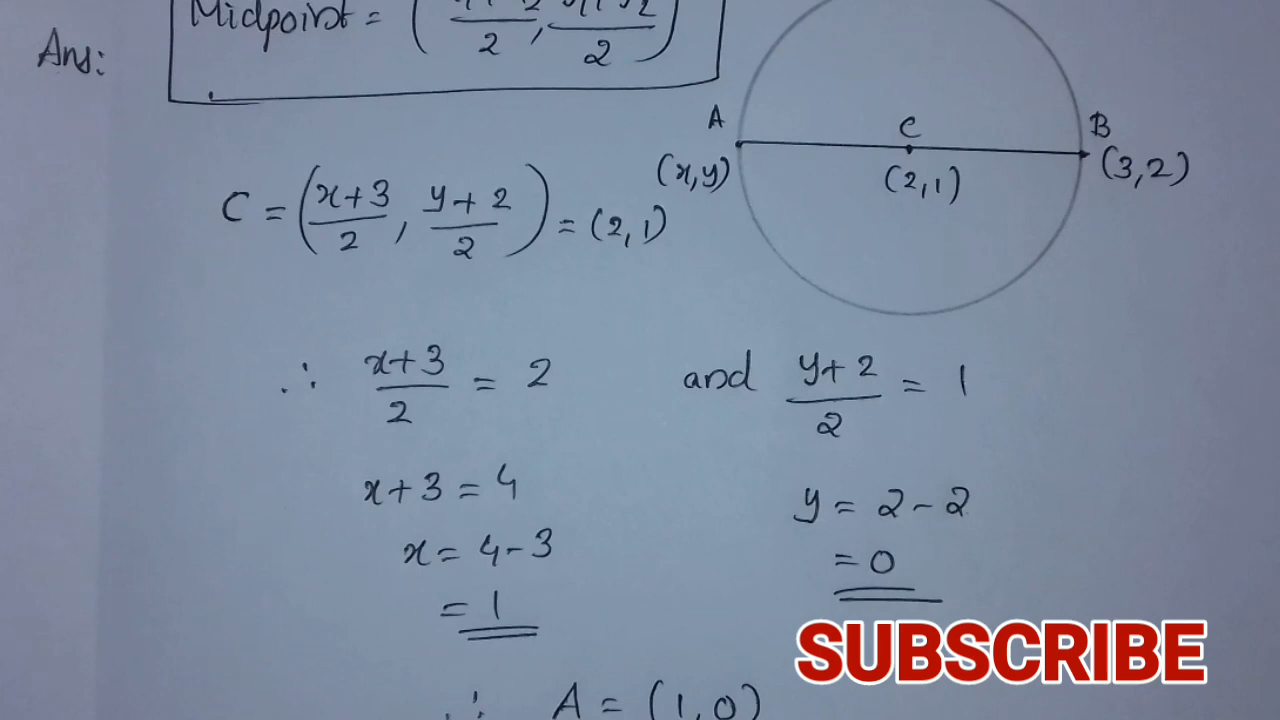 Midpoint = ( , )
2 2
Ans:
A
C
B
(x,y)
(2,1)
(3,2)
C = (x+3/2, y+2/2) = (2,1)
∴ x+3/2 = 2 and y+2/2 = 1
x+3 = 4
y = 2-2
x = 4-3
= 0
= 1
SUBSCRIBE
∴ A = (1,0)